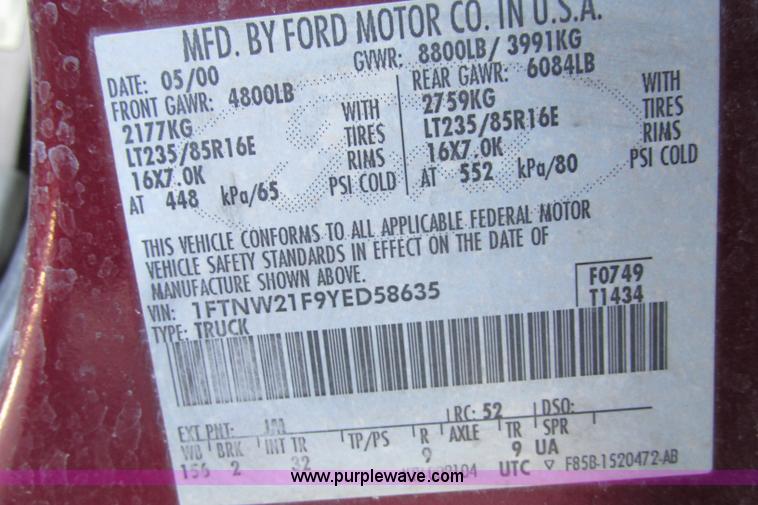 MFD. BY FORD MOTOR CO. IN U.S.A.
DATE: 05/00 GVWR: 8800LB/ 3991KG
FRONT GAWR: 4800LB REAR GAWR: 6084LB
2177KG WITH 2759KG WITH
LT235/85R16E TIRES LT235/85R16E TIRES
16X7.0K RIMS 16X7.0K RIMS
AT 448 kPa/65 PSI COLD AT 552 kPa/80 PSI COLD
THIS VEHICLE CONFORMS TO ALL APPLICABLE FEDERAL MOTOR
VEHICLE SAFETY STANDARDS IN EFFECT ON THE DATE OF
MANUFACTURE SHOWN ABOVE.
VIN: 1FTNW21F9YED58635 F0749
TYPE: TRUCK T1434
EXT PNT: RC: 52 DSO:
WB BRK INT TR TP/PS R AXLE TR SPR
156 2 32 9 9 UA
UTC ▽ F85B-1520472-AB
www.purplewave.com